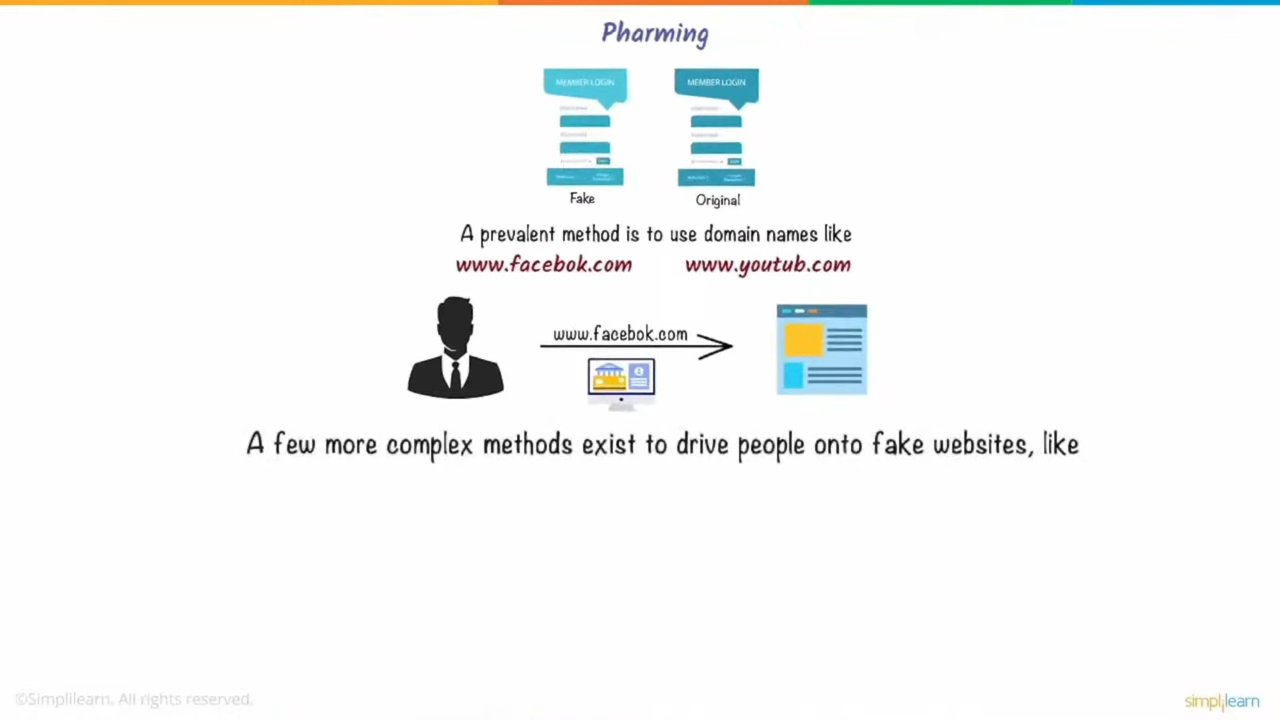 Pharming
MEMBER LOGIN MEMBER LOGIN
Fake Original
A prevalent method is to use domain names like
www.facebok.com www.youtub.com
www.facebok.com
A few more complex methods exist to drive people onto fake websites, like
©Simplilearn. All rights reserved.
simplilearn